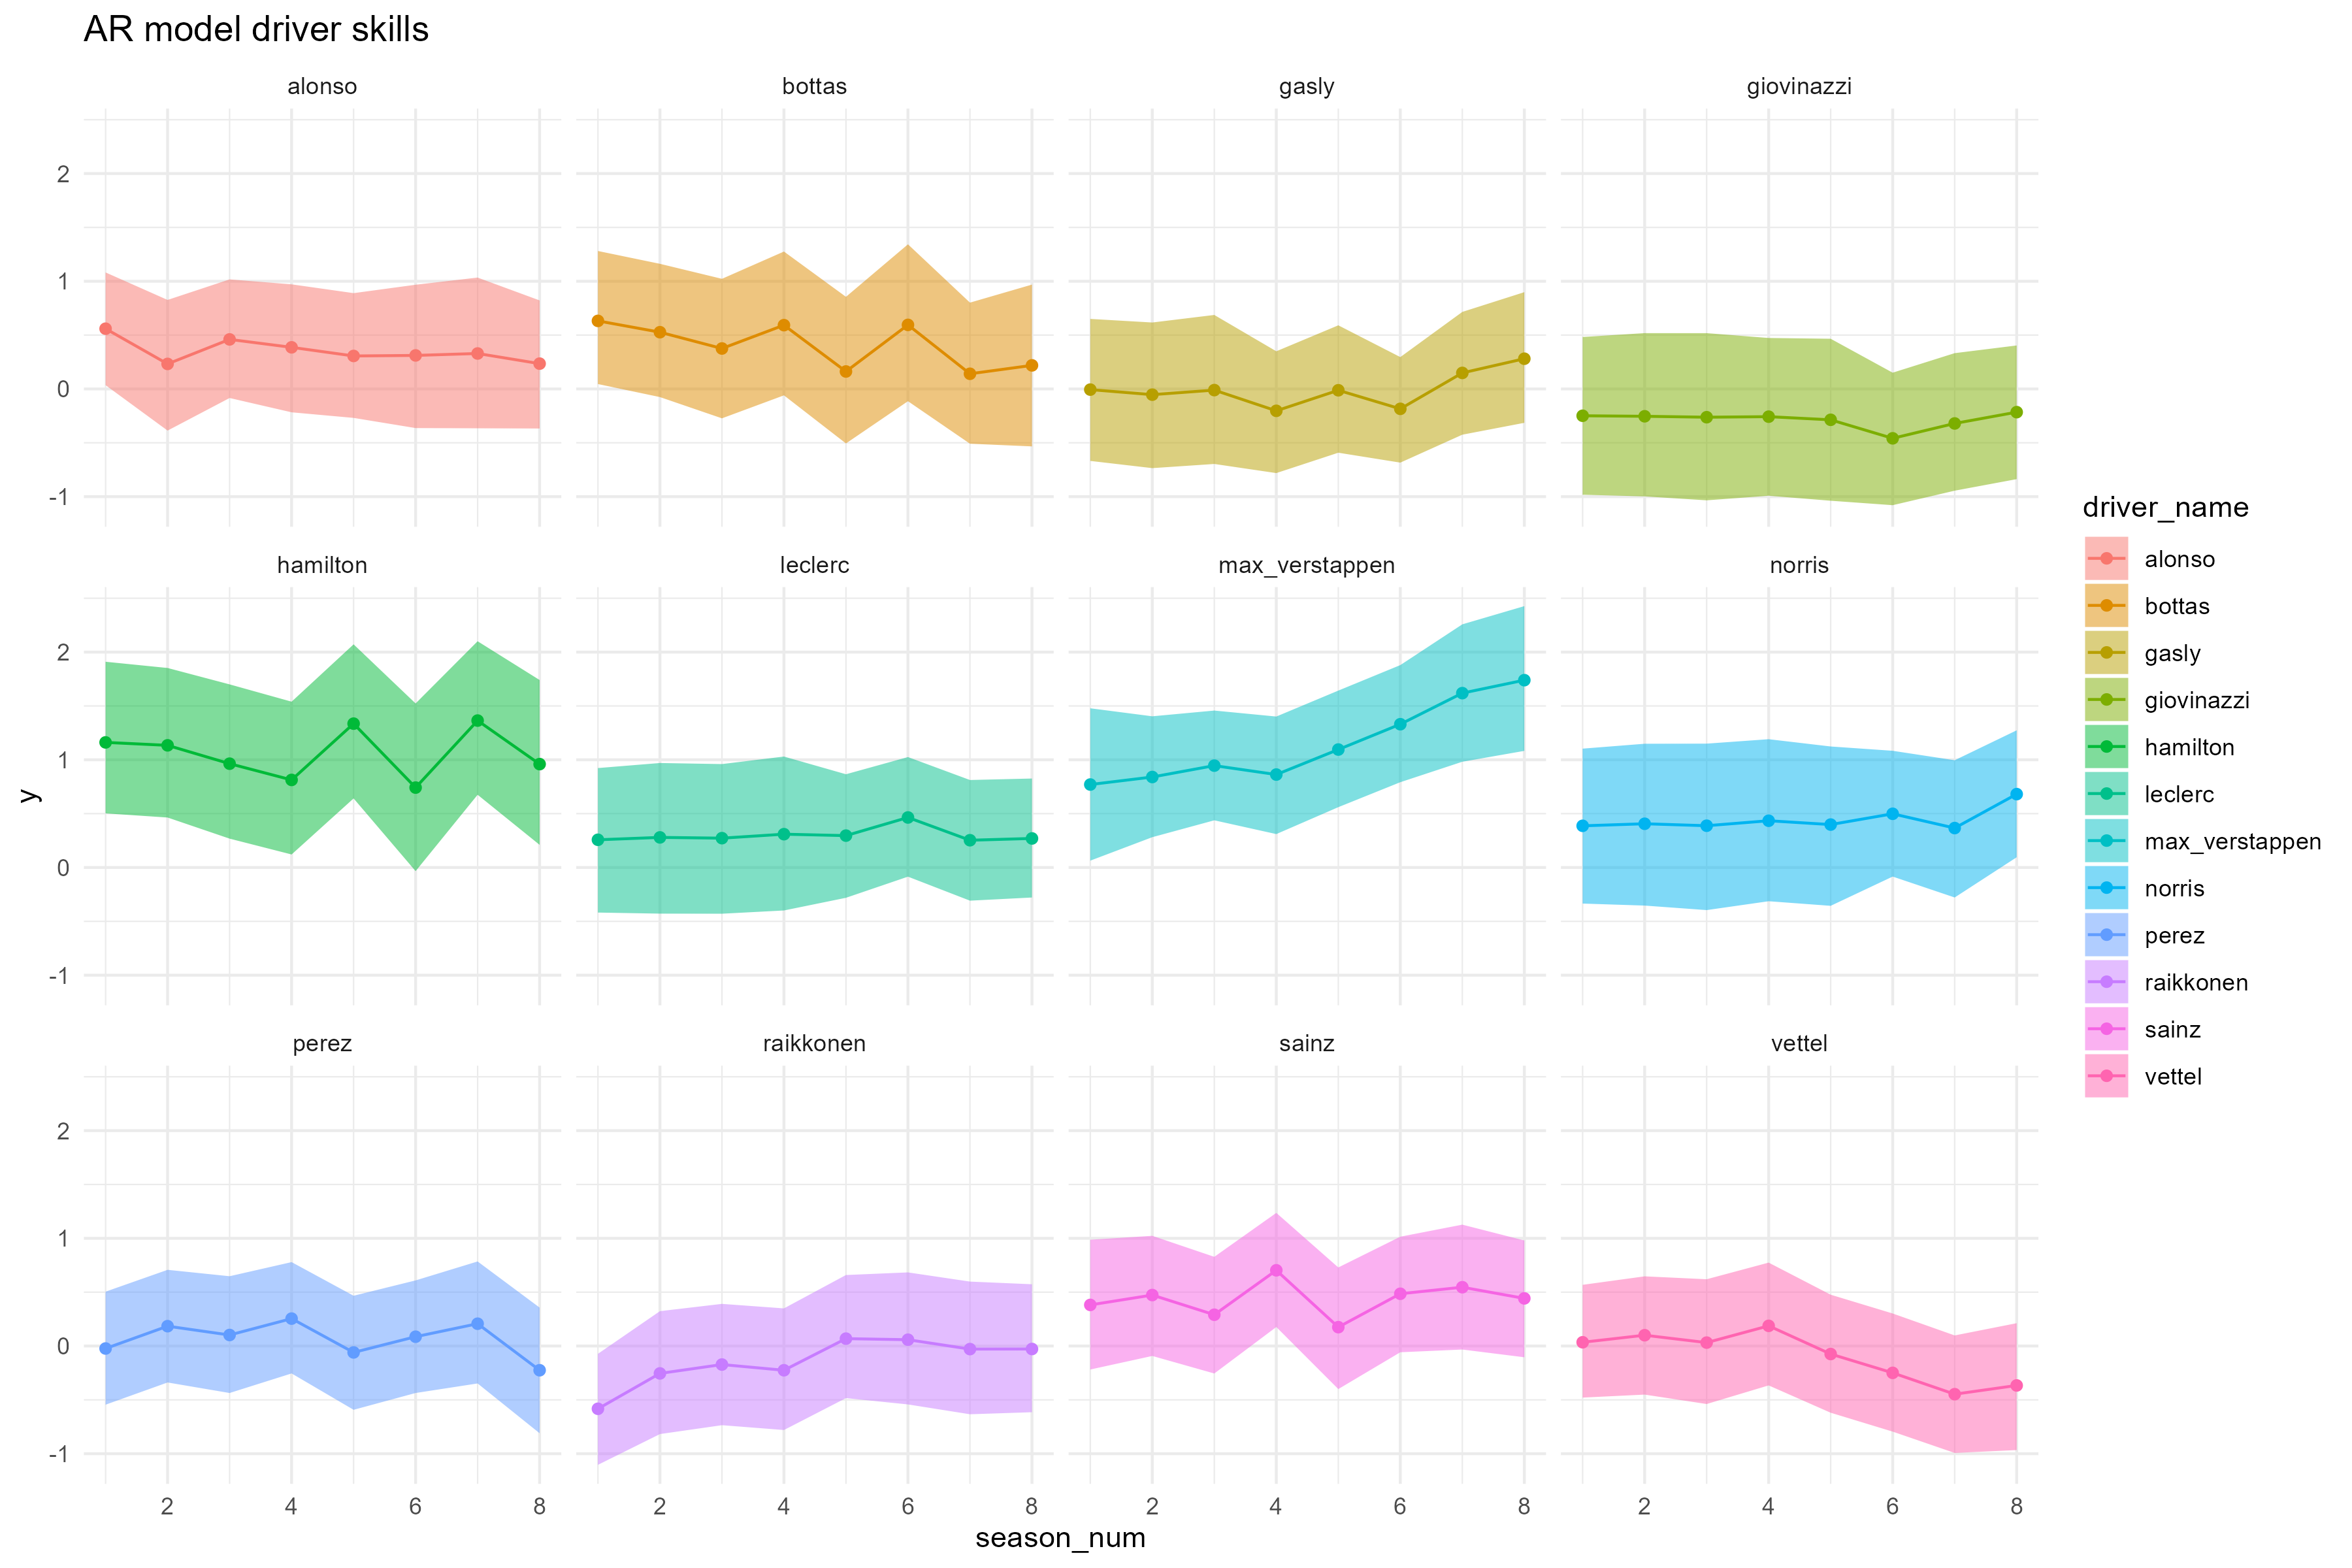 AR model driver skills
alonso bottas gasly giovinazzi
2
1
0
-1
hamilton leclerc max_verstappen norris
2
1
0
-1
perez raikkonen sainz vettel
2
1
0
-1
2 4 6 8 2 4 6 8 2 4 6 8 2 4 6 8
season_num
y
driver_name
alonso
bottas
gasly
giovinazzi
hamilton
leclerc
max_verstappen
norris
perez
raikkonen
sainz
vettel